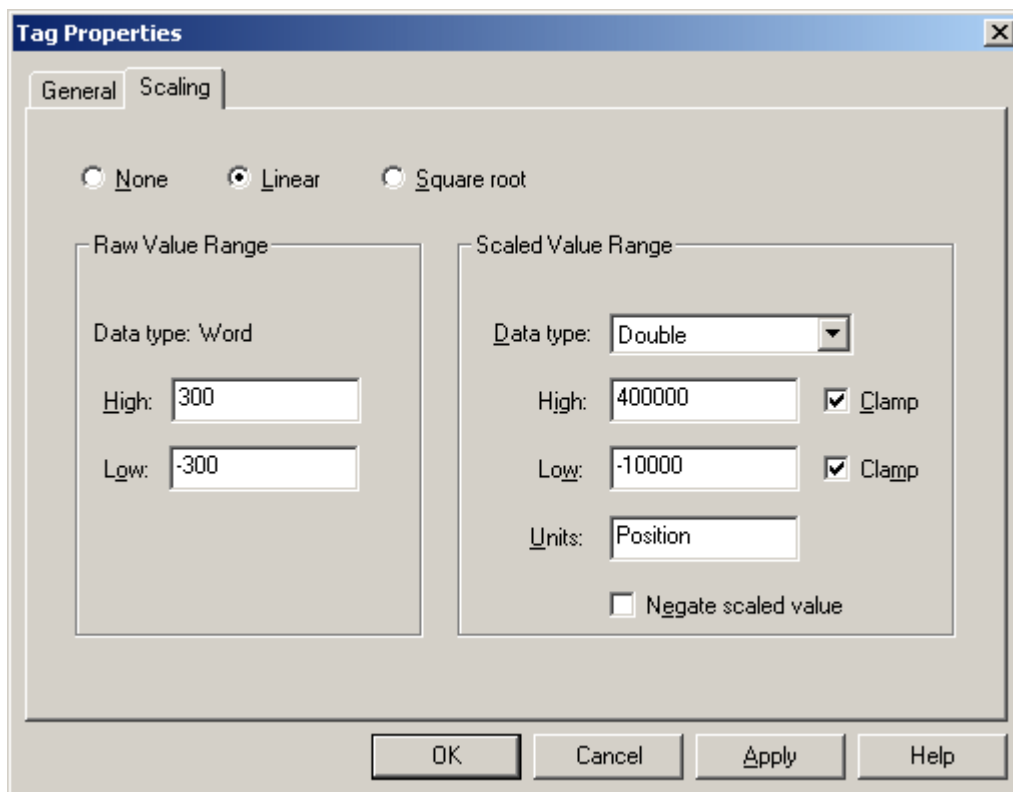 Tag Properties
General Scaling
None Linear Square root
Raw Value Range
Data type: Word
High: 300
Low: -300
Scaled Value Range
Data type: Double
High: 400000 Clamp
Low: -10000 Clamp
Units: Position
Negate scaled value
OK Cancel Apply Help